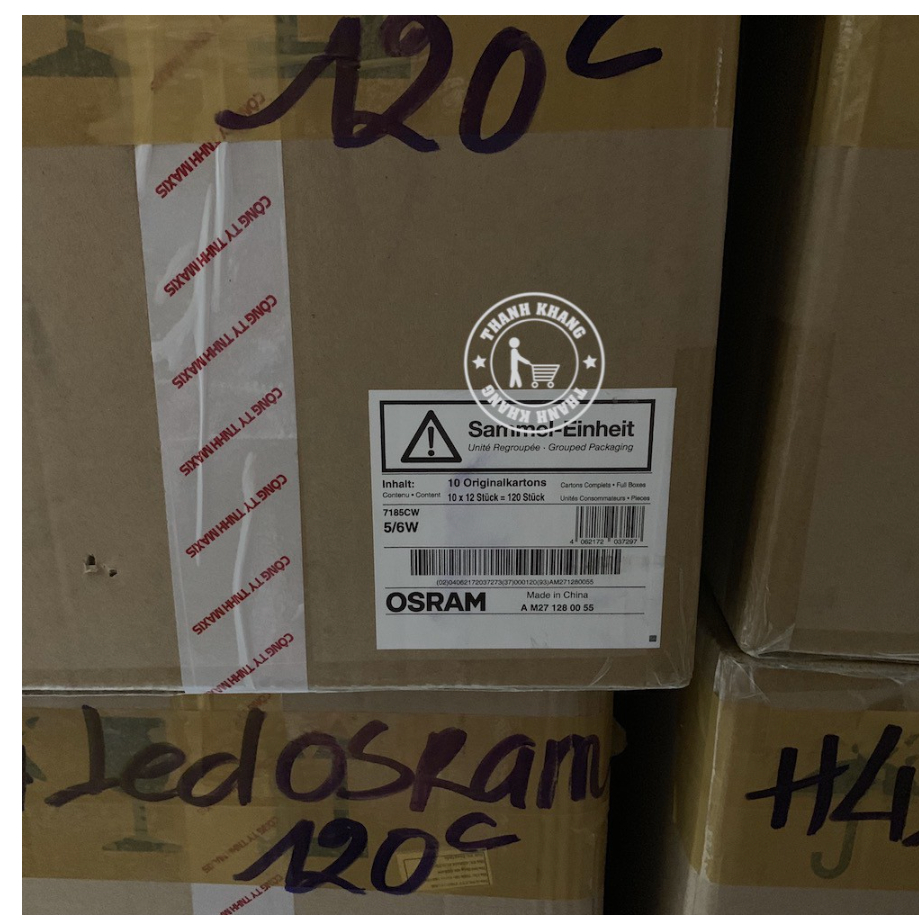 120c
CÔNG TY TNHH MAXIS
CÔNG TY TNHH MAXIS
CÔNG TY TNHH MAXIS
CÔNG TY TNHH MAXIS
CÔNG TY TNHH MAXIS
CÔNG TY TNHH MAXIS
CÔNG TY TNHH MAXIS
THANH KHANG
THANH KHANG
Sammel-Einheit
Unité Regroupée · Grouped Packaging
Inhalt: 10 Originalkartons Cartons Complets • Full Boxes
Contenu • Content 10 x 12 Stück = 120 Stück Unités Consommateurs • Pieces
7185CW
5/6W
4 062172 037297
(02)04062172037273(37)000120(93)AM271280055
OSRAM Made in China
A M27 128 00 55
Led OSRam
120c
H4